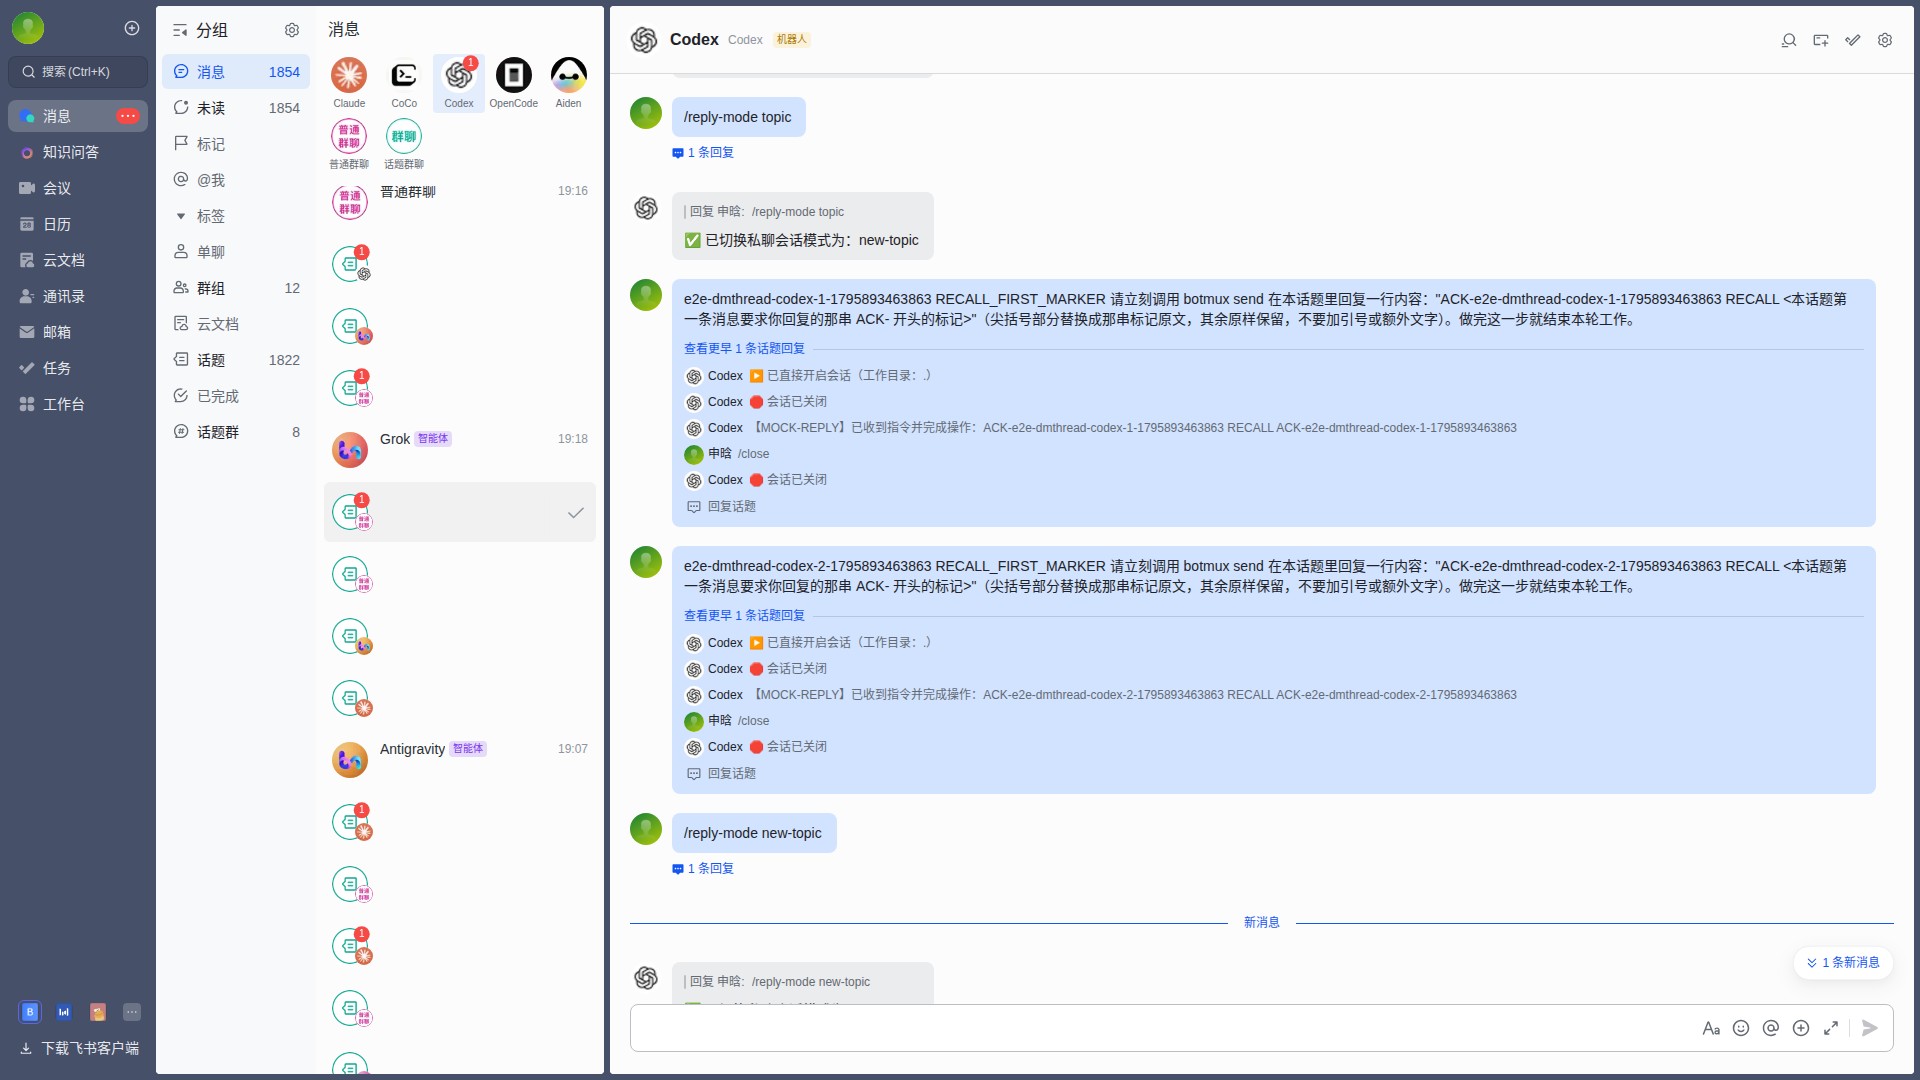 搜索 (Ctrl+K)
消息
知识问答
会议
日历
云文档
通讯录
邮箱
任务
工作台
下载飞书客户端
分组
消息 1854
未读 1854
标记
@我
标签
单聊
群组 12
云文档
话题 1822
已完成
话题群 8
消息
1
Claude
CoCo
Codex
OpenCode
Aiden
普通
群聊
群聊
普通群聊
话题群聊
普通
群聊
普通群聊 19:16
1
1
Grok 智能体 19:18
1
Antigravity 智能体 19:07
1
1
Codex Codex 机器人
/reply-mode topic
1 条回复
回复 申晗：/reply-mode topic
✅ 已切换私聊会话模式为：new-topic
e2e-dmthread-codex-1-1795893463863 RECALL_FIRST_MARKER 请立刻调用 botmux send 在本话题里回复一行内容："ACK-e2e-dmthread-codex-1-1795893463863 RECALL <本话题第
一条消息要求你回复的那串 ACK- 开头的标记>"（尖括号部分替换成那串标记原文，其余原样保留，不要加引号或额外文字）。做完这一步就结束本轮工作。
查看更早 1 条话题回复
Codex ▶️ 已直接开启会话（工作目录：.）
Codex 🛑 会话已关闭
Codex 【MOCK-REPLY】已收到指令并完成操作：ACK-e2e-dmthread-codex-1-1795893463863 RECALL ACK-e2e-dmthread-codex-1-1795893463863
申晗 /close
Codex 🛑 会话已关闭
回复话题
e2e-dmthread-codex-2-1795893463863 RECALL_FIRST_MARKER 请立刻调用 botmux send 在本话题里回复一行内容："ACK-e2e-dmthread-codex-2-1795893463863 RECALL <本话题第
一条消息要求你回复的那串 ACK- 开头的标记>"（尖括号部分替换成那串标记原文，其余原样保留，不要加引号或额外文字）。做完这一步就结束本轮工作。
查看更早 1 条话题回复
Codex ▶️ 已直接开启会话（工作目录：.）
Codex 🛑 会话已关闭
Codex 【MOCK-REPLY】已收到指令并完成操作：ACK-e2e-dmthread-codex-2-1795893463863 RECALL ACK-e2e-dmthread-codex-2-1795893463863
申晗 /close
Codex 🛑 会话已关闭
回复话题
/reply-mode new-topic
1 条回复
新消息
1 条新消息
回复 申晗：/reply-mode new-topic
Aa